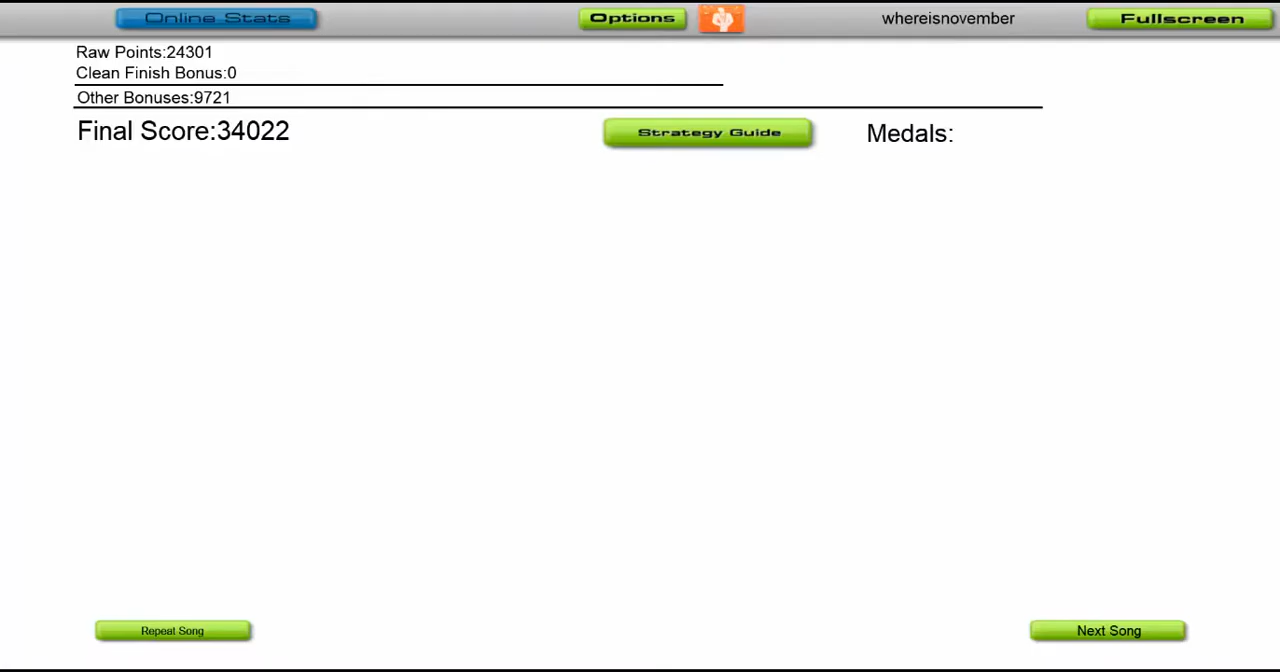 Online Stats
Options
whereisnovember
Fullscreen
Raw Points:24301
Clean Finish Bonus:0
Other Bonuses:9721
Final Score:34022
Strategy Guide
Medals:
Repeat Song
Next Song